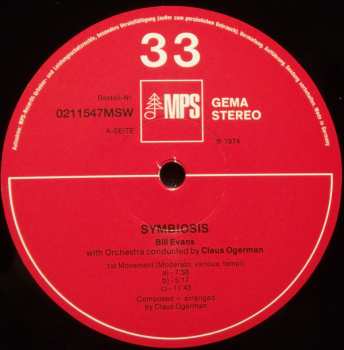 33
Bestell-Nr.
0211547MSW
A-SEITE
MPS
GEMA
STEREO
℗ 1974
SYMBIOSIS
Bill Evans
with Orchestra conducted by Claus Ogerman
1st Movement (Moderato, various tempi)
a) - 7:38
b) - 5:17
c) - 11:43
Composed – arranged
by Claus Ogerman